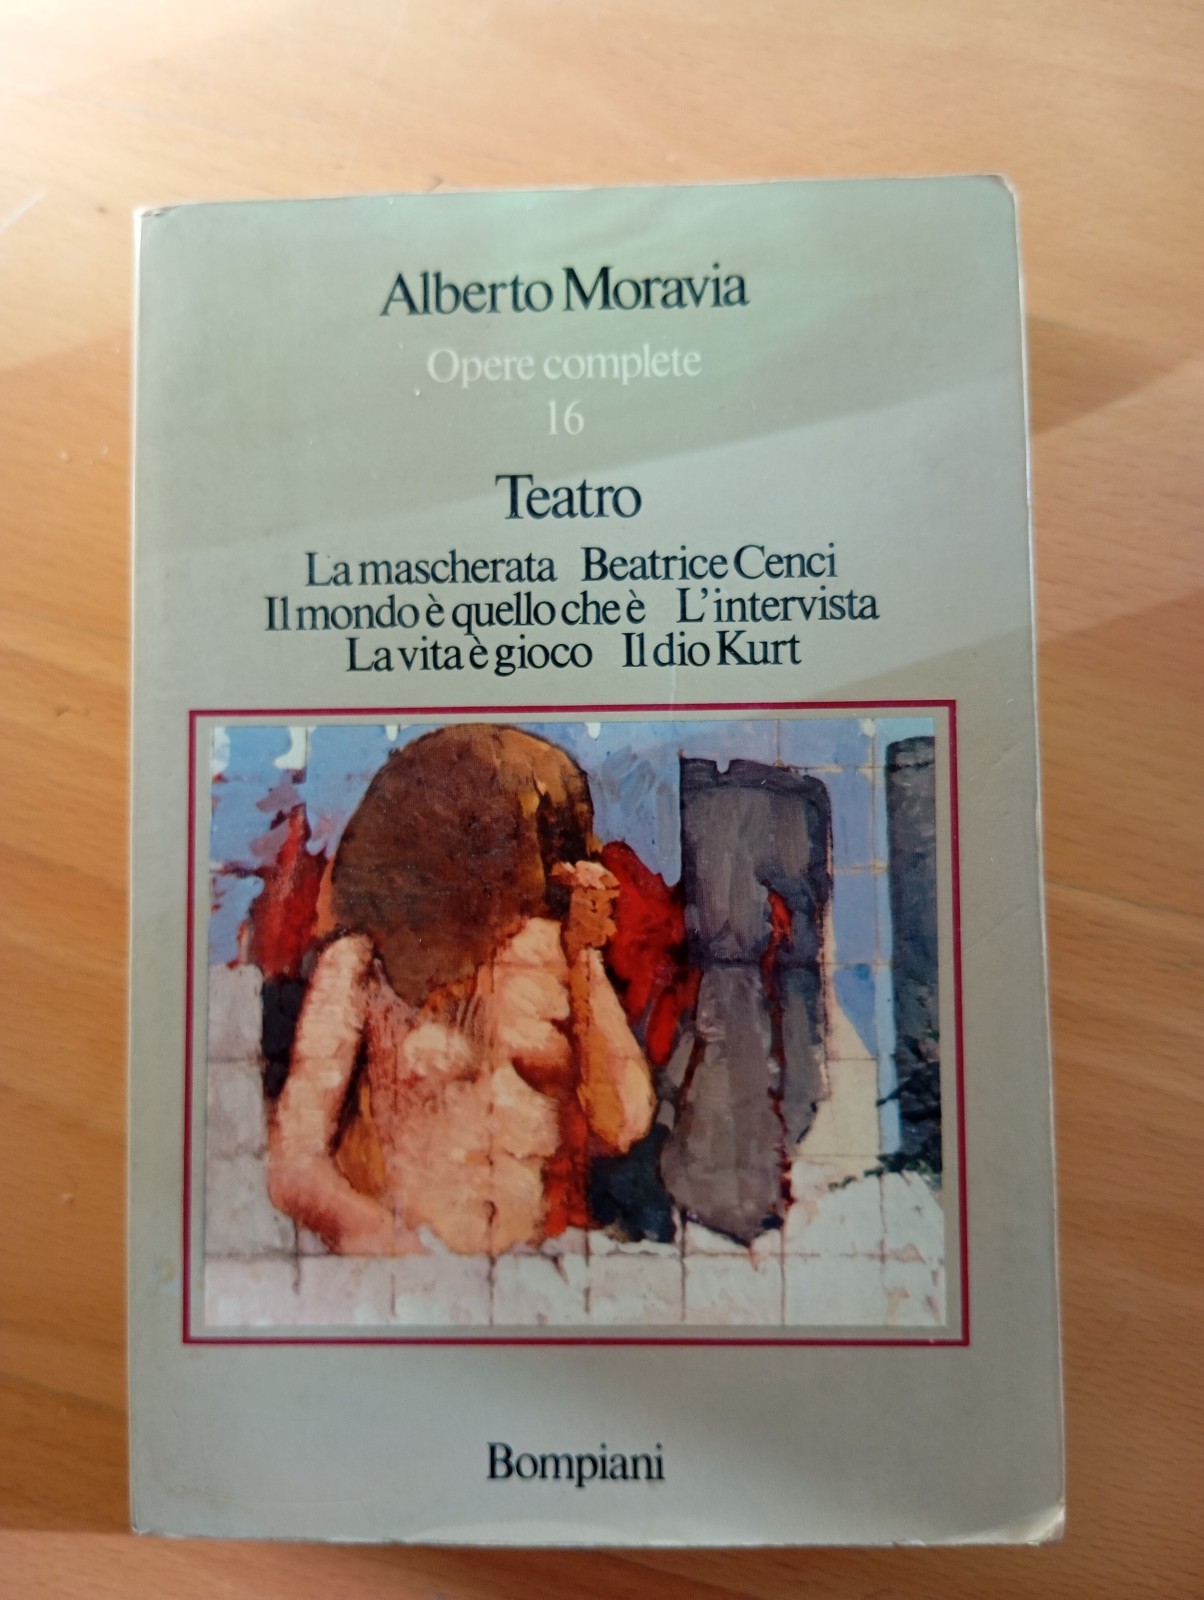 Alberto Moravia
Opere complete
16
Teatro
La mascherata Beatrice Cenci
Il mondo è quello che è L'intervista
La vita è gioco Il dio Kurt
Bompiani